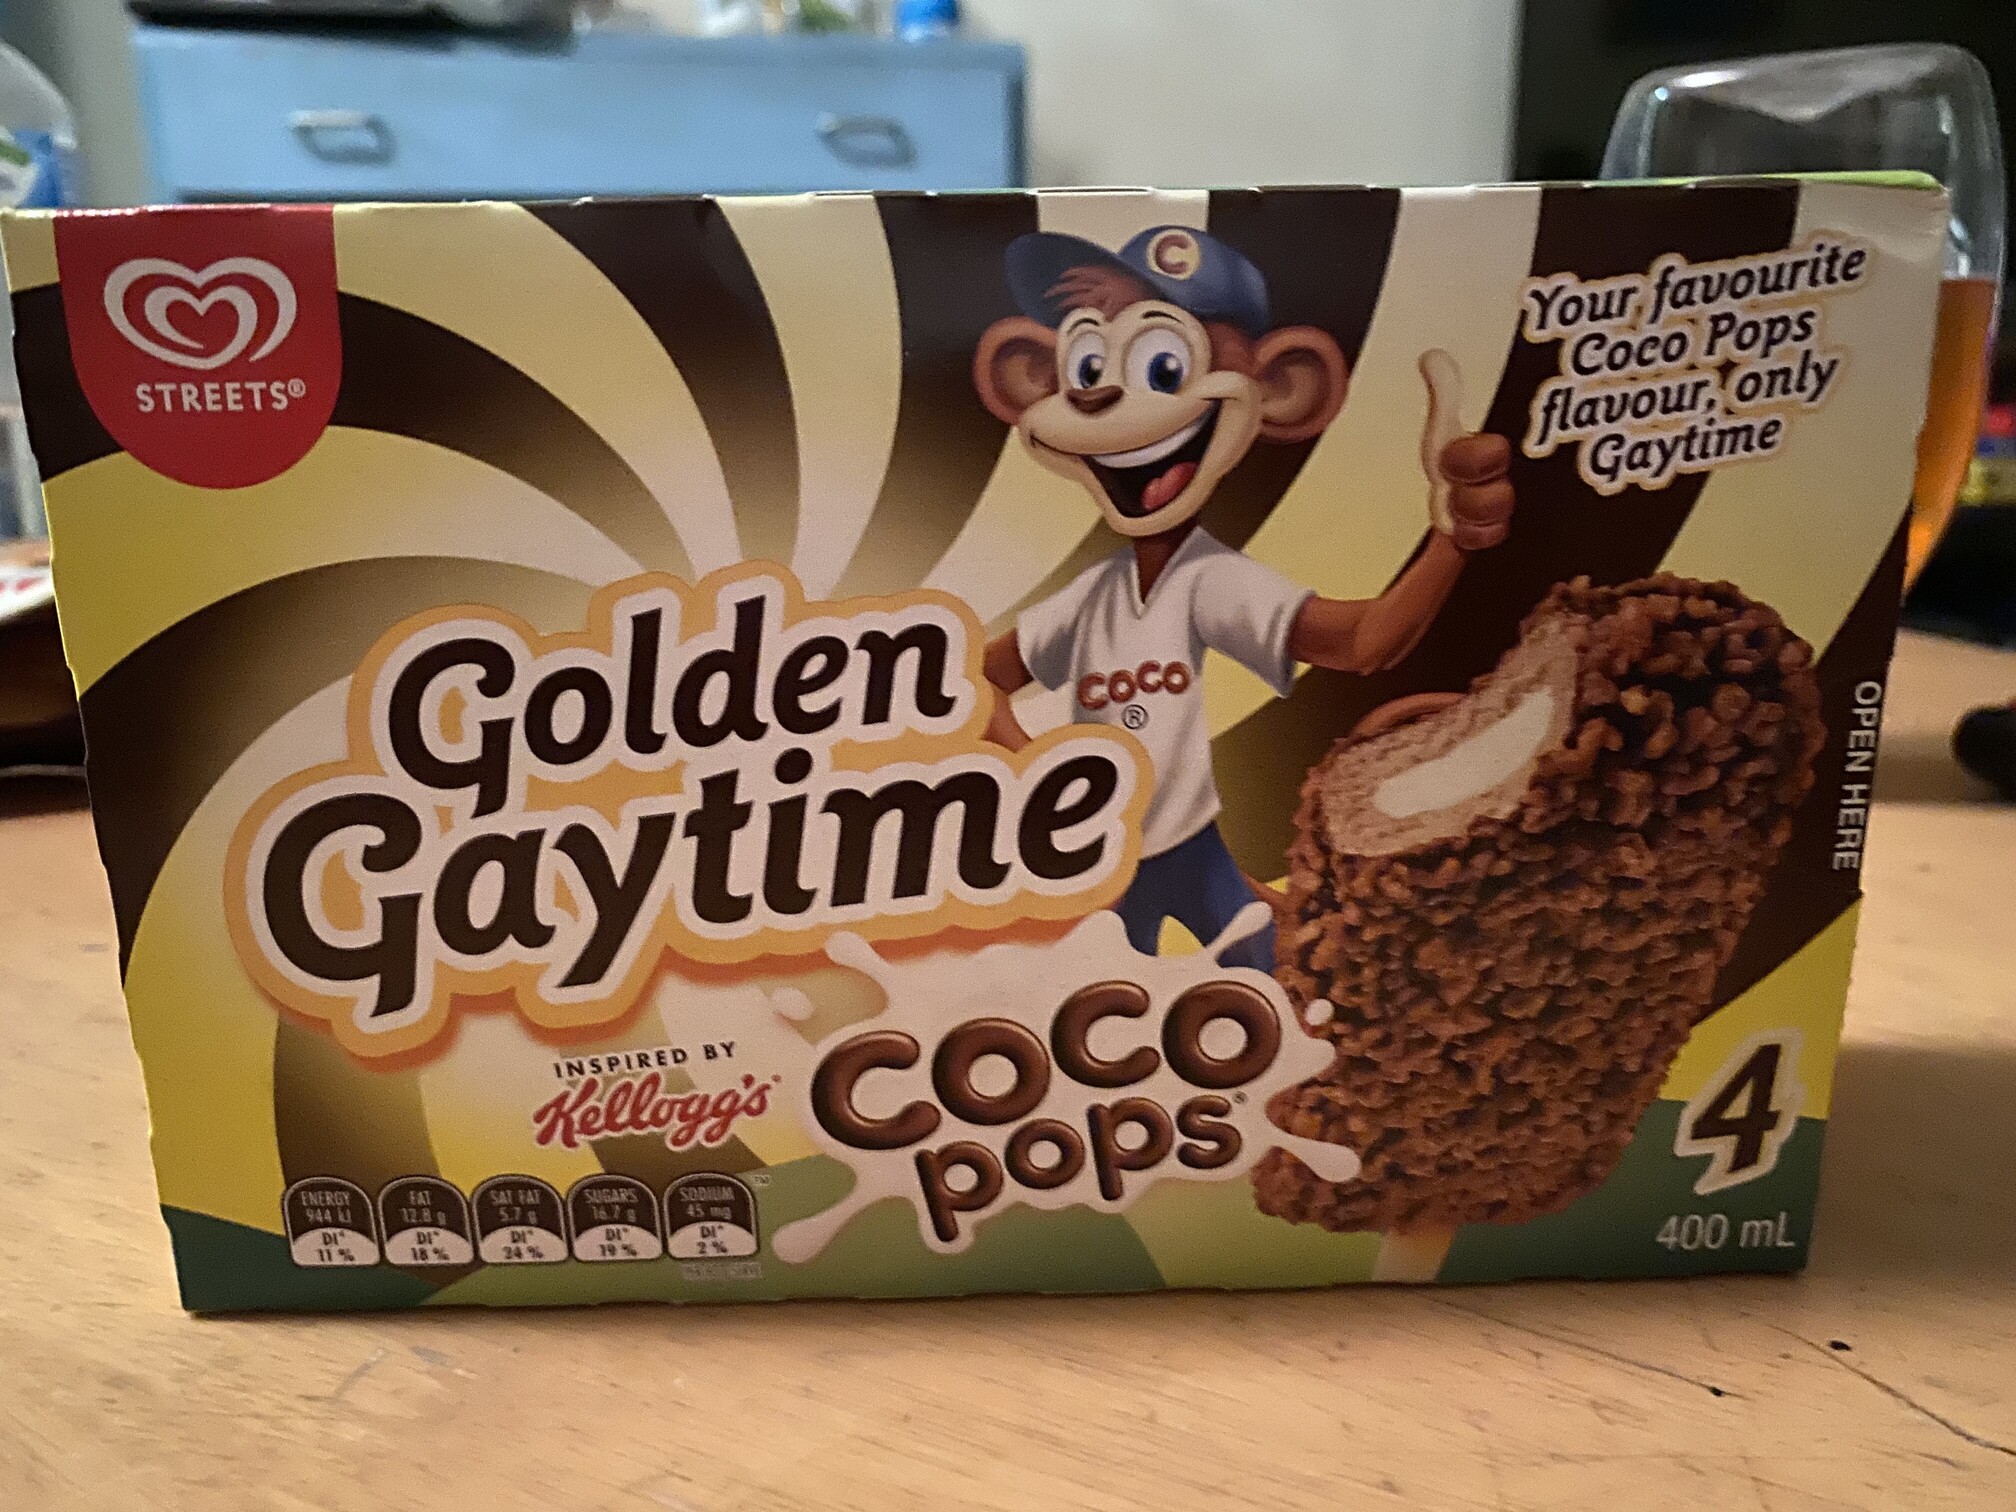 STREETS®
C
Your favourite
Coco Pops
flavour, only
Gaytime
COCO
®
Golden
Gaytime
OPEN HERE
INSPIRED BY
Kellogg's
COCO
pops®
4
400 mL
ENERGY
944 kJ
DI*
11 %
FAT
12.8 g
DI*
18 %
SAT FAT
5.7 g
DI*
24 %
SUGARS
16.7 g
DI*
19 %
SODIUM
45 mg
DI*
2 %
TM